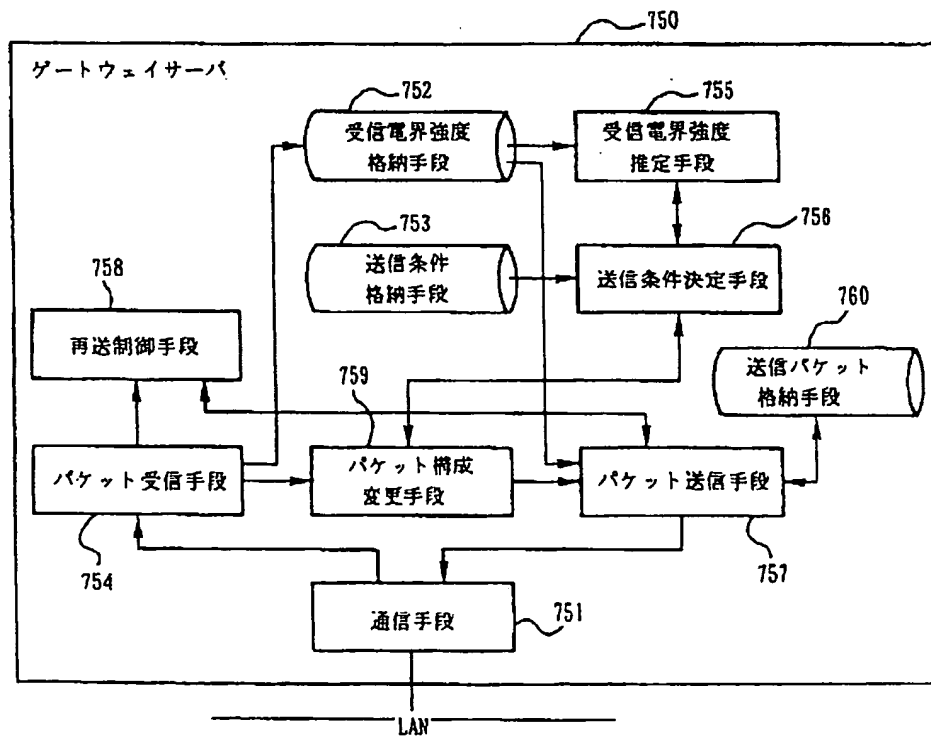 750
ゲートウェイサーバ
752
受信電界強度
格納手段
755
受信電界強度
推定手段
753
送信条件
格納手段
756
送信条件決定手段
758
再送制御手段
760
送信パケット
格納手段
759
パケット構成
変更手段
パケット受信手段
754
パケット送信手段
757
通信手段
751
LAN